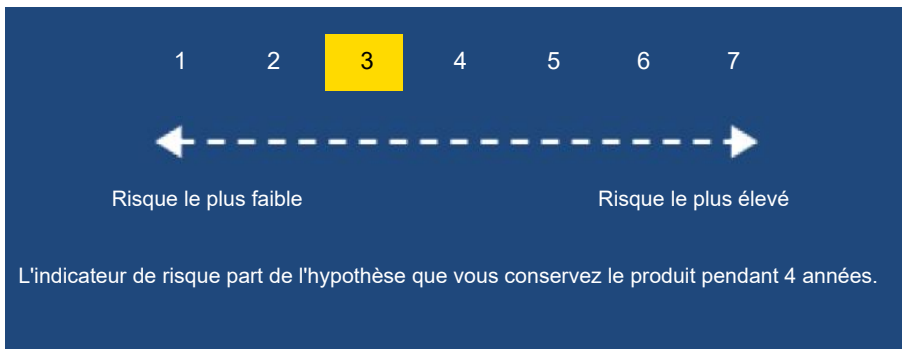 1 2 3 4 5 6 7
Risque le plus faible Risque le plus élevé
L'indicateur de risque part de l'hypothèse que vous conservez le produit pendant 4 années.